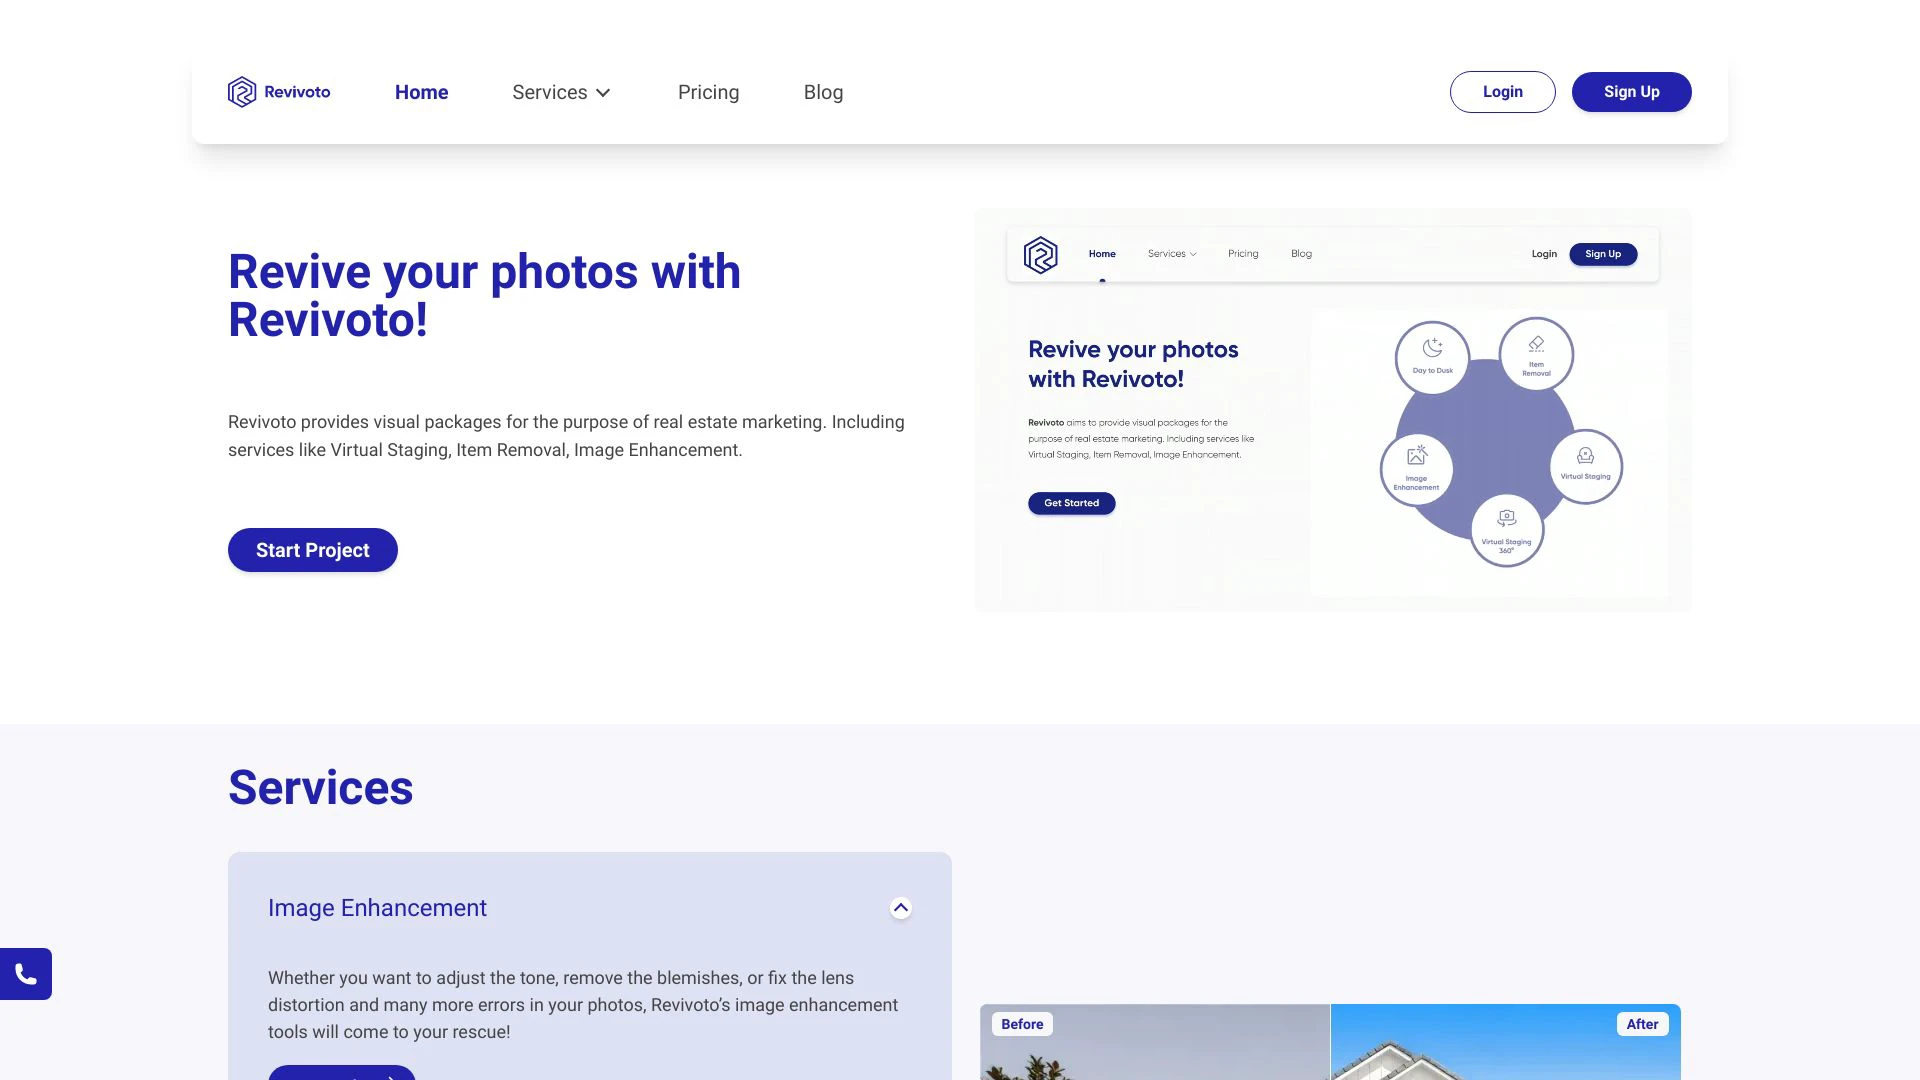 Revivoto
Home
Services
Pricing
Blog
Login
Sign Up
Revive your photos with
Revivoto!
Revivoto provides visual packages for the purpose of real estate marketing. Including
services like Virtual Staging, Item Removal, Image Enhancement.
Start Project
Home
Services
Pricing
Blog
Login
Sign Up
Revive your photos
with Revivoto!
Revivoto aims to provide visual packages for the
purpose of real estate marketing. Including services like
Virtual Staging, Item Removal, Image Enhancement.
Get Started
Day to Dusk
Item
Removal
Image
Enhancement
Virtual Staging
Virtual Staging
360°
Services
Image Enhancement
Whether you want to adjust the tone, remove the blemishes, or fix the lens
distortion and many more errors in your photos, Revivoto’s image enhancement
tools will come to your rescue!
Before
After